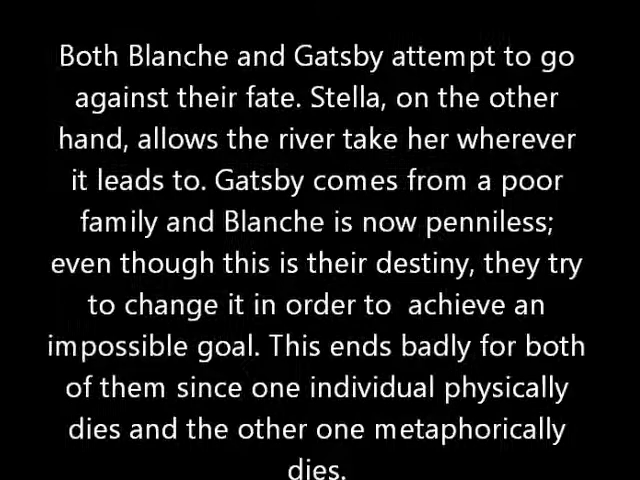 Both Blanche and Gatsby attempt to go
against their fate. Stella, on the other
hand, allows the river take her wherever
it leads to. Gatsby comes from a poor
family and Blanche is now penniless;
even though this is their destiny, they try
to change it in order to  achieve an
impossible goal. This ends badly for both
of them since one individual physically
dies and the other one metaphorically
dies.